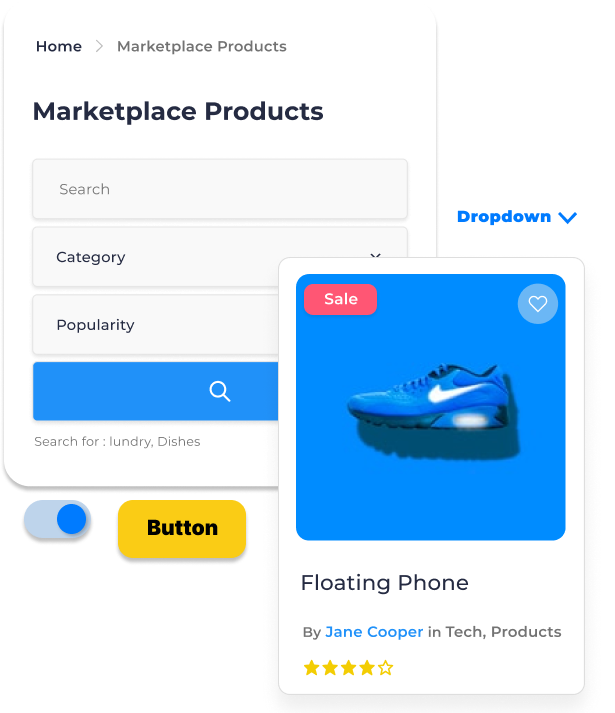 Home > Marketplace Products
Marketplace Products
Search
Category
Popularity
Search for : lundry, Dishes
Button
Dropdown
Sale
Floating Phone
By Jane Cooper in Tech, Products